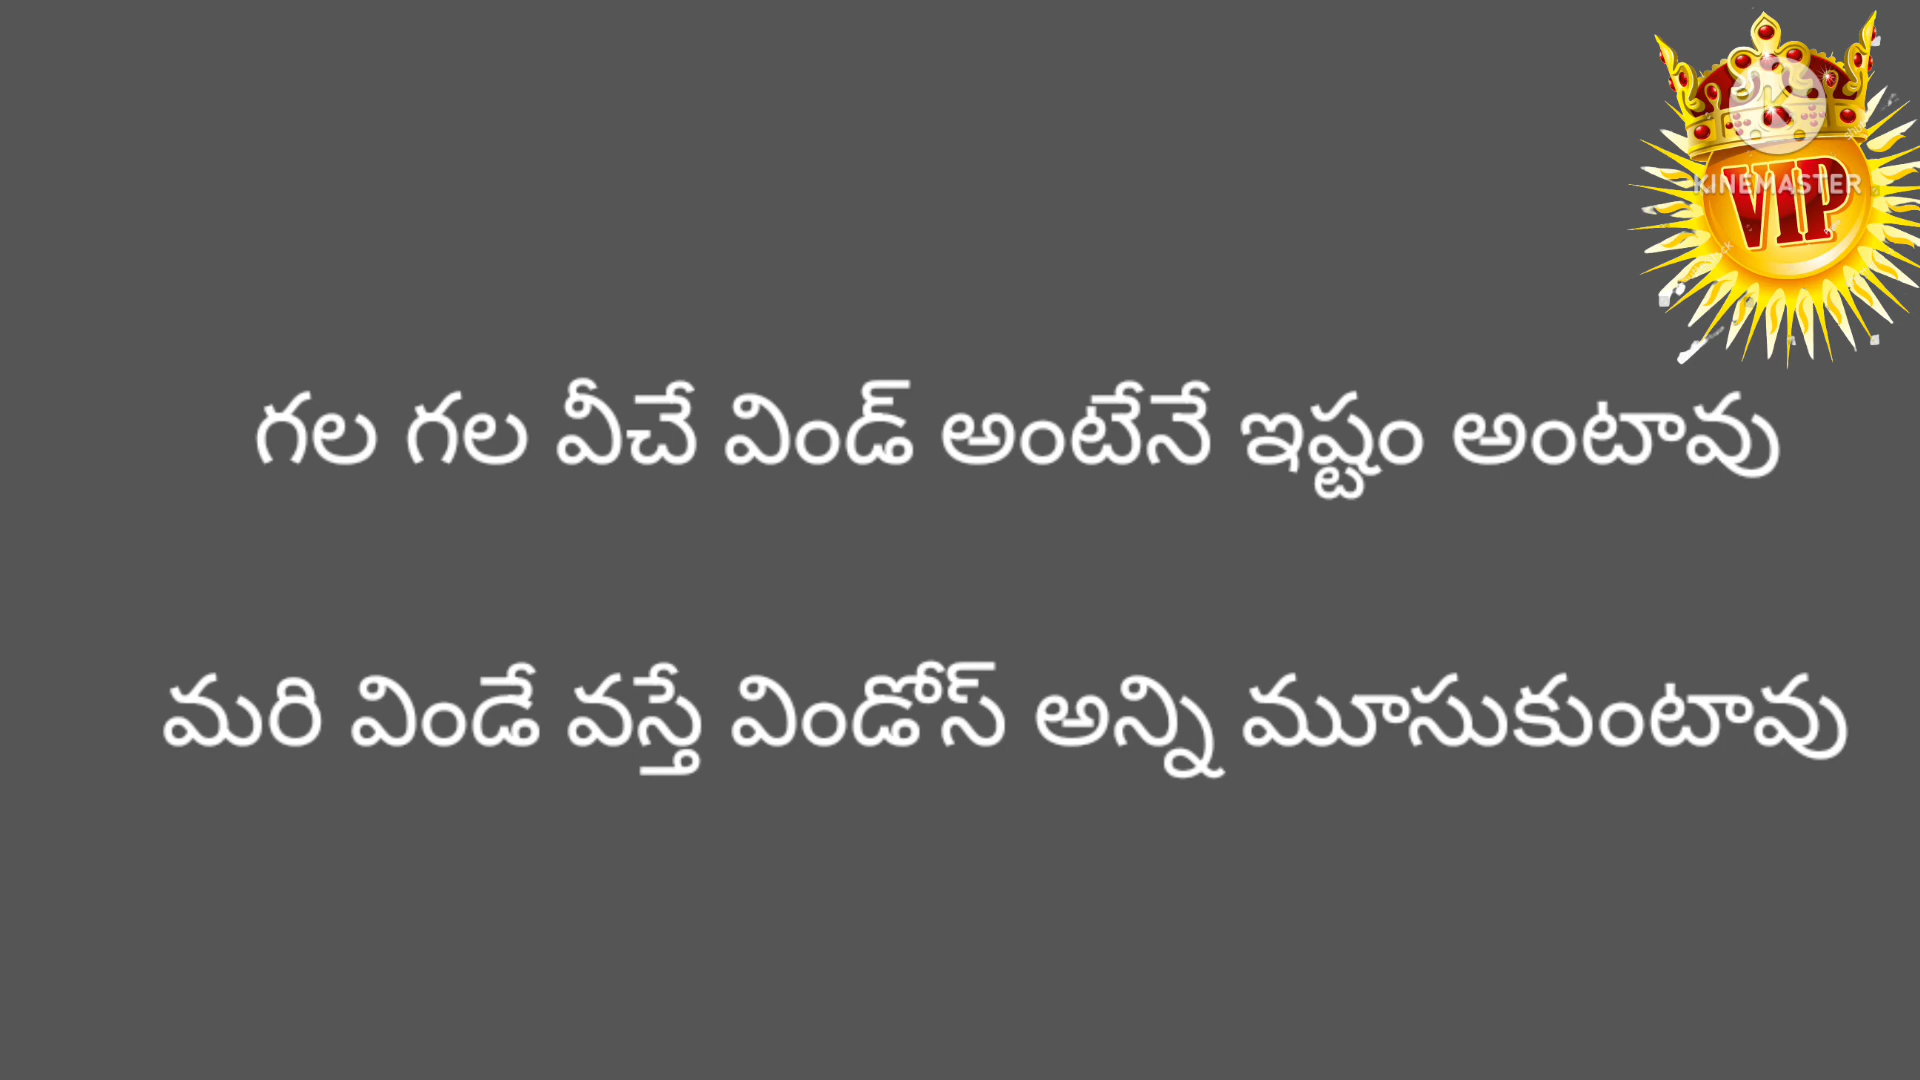 VIP
KINEMASTER
గల గల వీచే విండ్ అంటేనే ఇష్టం అంటావు
మరి విండే వస్తే విండోస్ అన్ని మూసుకుంటావు